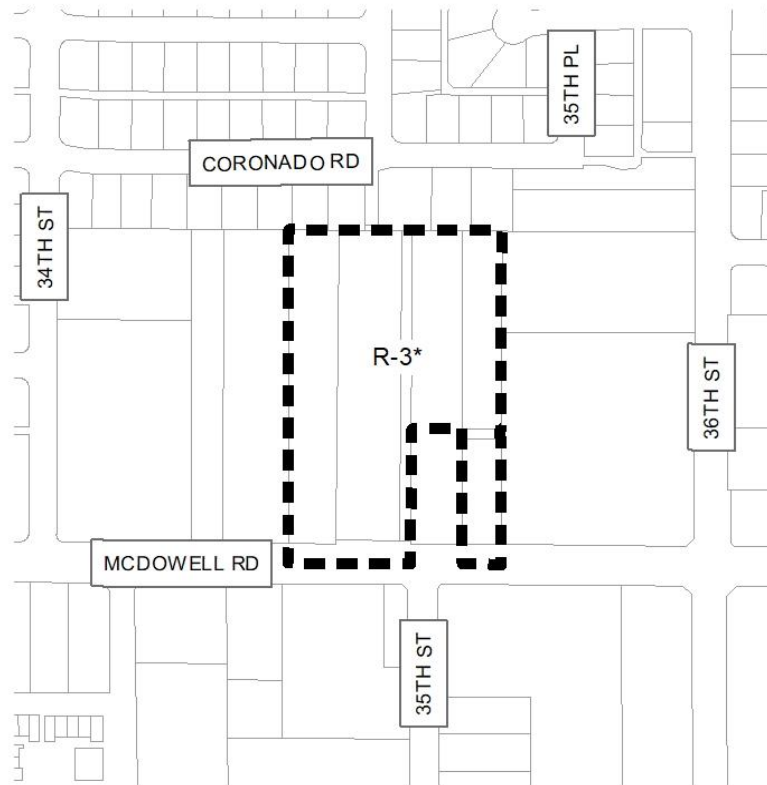 35TH PL
CORONADO RD
34TH ST
R-3*
36TH ST
MCDOWELL RD
35TH ST